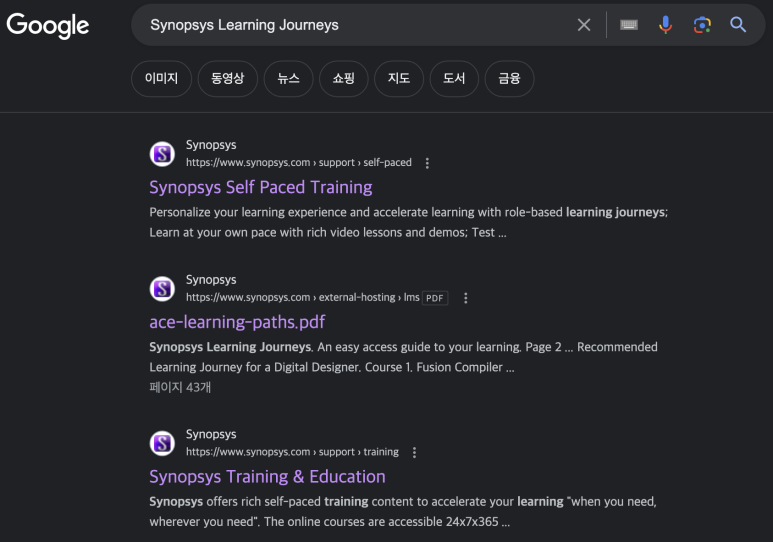 Google
Synopsys Learning Journeys
이미지
동영상
뉴스
쇼핑
지도
도서
금융
Synopsys
https://www.synopsys.com › support › self-paced
Synopsys Self Paced Training
Personalize your learning experience and accelerate learning with role-based learning journeys;
Learn at your own pace with rich video lessons and demos; Test ...
Synopsys
https://www.synopsys.com › external-hosting › lms PDF
ace-learning-paths.pdf
Synopsys Learning Journeys. An easy access guide to your learning. Page 2 ... Recommended
Learning Journey for a Digital Designer. Course 1. Fusion Compiler ...
페이지 43개
Synopsys
https://www.synopsys.com › support › training
Synopsys Training & Education
Synopsys offers rich self-paced training content to accelerate your learning "when you need,
wherever you need". The online courses are accessible 24x7x365 ...